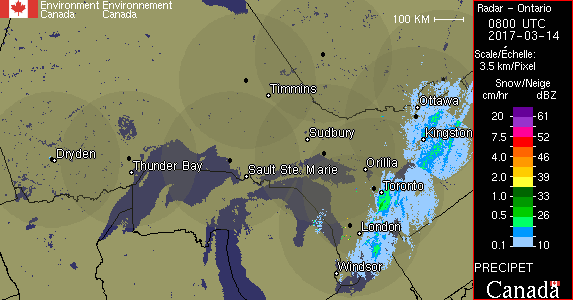 Environment Environnement
Canada Canada
100 KM
Radar - Ontario
0800 UTC
2017-03-14
Scale/Échelle:
3.5 km/Pixel
Snow/Neige
cm/hr dBZ
20 61
7.5 52
4.0 46
2.0 39
1.0 33
0.5 26
0.1 10
PRECIPET
Canada
Timmins
Ottawa
Sudbury
Kingston
Dryden
Thunder Bay
Sault Ste. Marie
Orillia
Toronto
London
Windsor